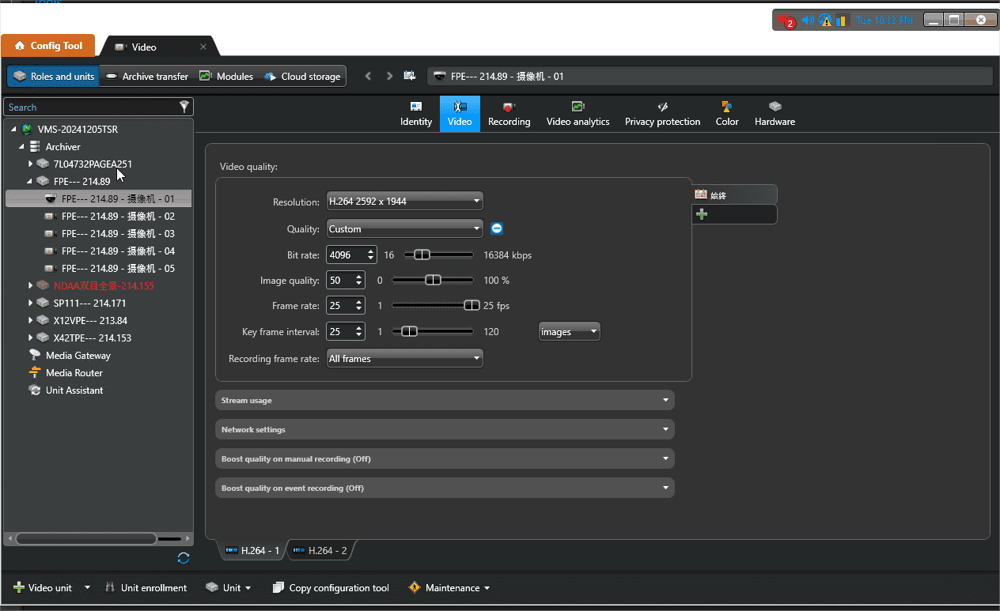 Tools
2
Tue 10:32 AM
Config Tool
Video
Roles and units
Archive transfer
Modules
Cloud storage
FPE--- 214.89 - 摄像机 - 01
Search
Identity
Video
Recording
Video analytics
Privacy protection
Color
Hardware
VMS-20241205TSR
Archiver
7L04732PAGEA251
FPE--- 214.89
FPE--- 214.89 - 摄像机 - 01
FPE--- 214.89 - 摄像机 - 02
FPE--- 214.89 - 摄像机 - 03
FPE--- 214.89 - 摄像机 - 04
FPE--- 214.89 - 摄像机 - 05
NDAA双目全景-214.155
SP111--- 214.171
X12VPE--- 213.84
X42TPE--- 214.153
Media Gateway
Media Router
Unit Assistant
Video quality:
Resolution: H.264 2592 x 1944
Quality: Custom
Bit rate: 4096 16 16384 kbps
Image quality: 50 0 100 %
Frame rate: 25 1 25 fps
Key frame interval: 25 1 120 images
Recording frame rate: All frames
始终
Stream usage
Network settings
Boost quality on manual recording (Off)
Boost quality on event recording (Off)
H.264 - 1
H.264 - 2
Video unit
Unit enrollment
Unit
Copy configuration tool
Maintenance